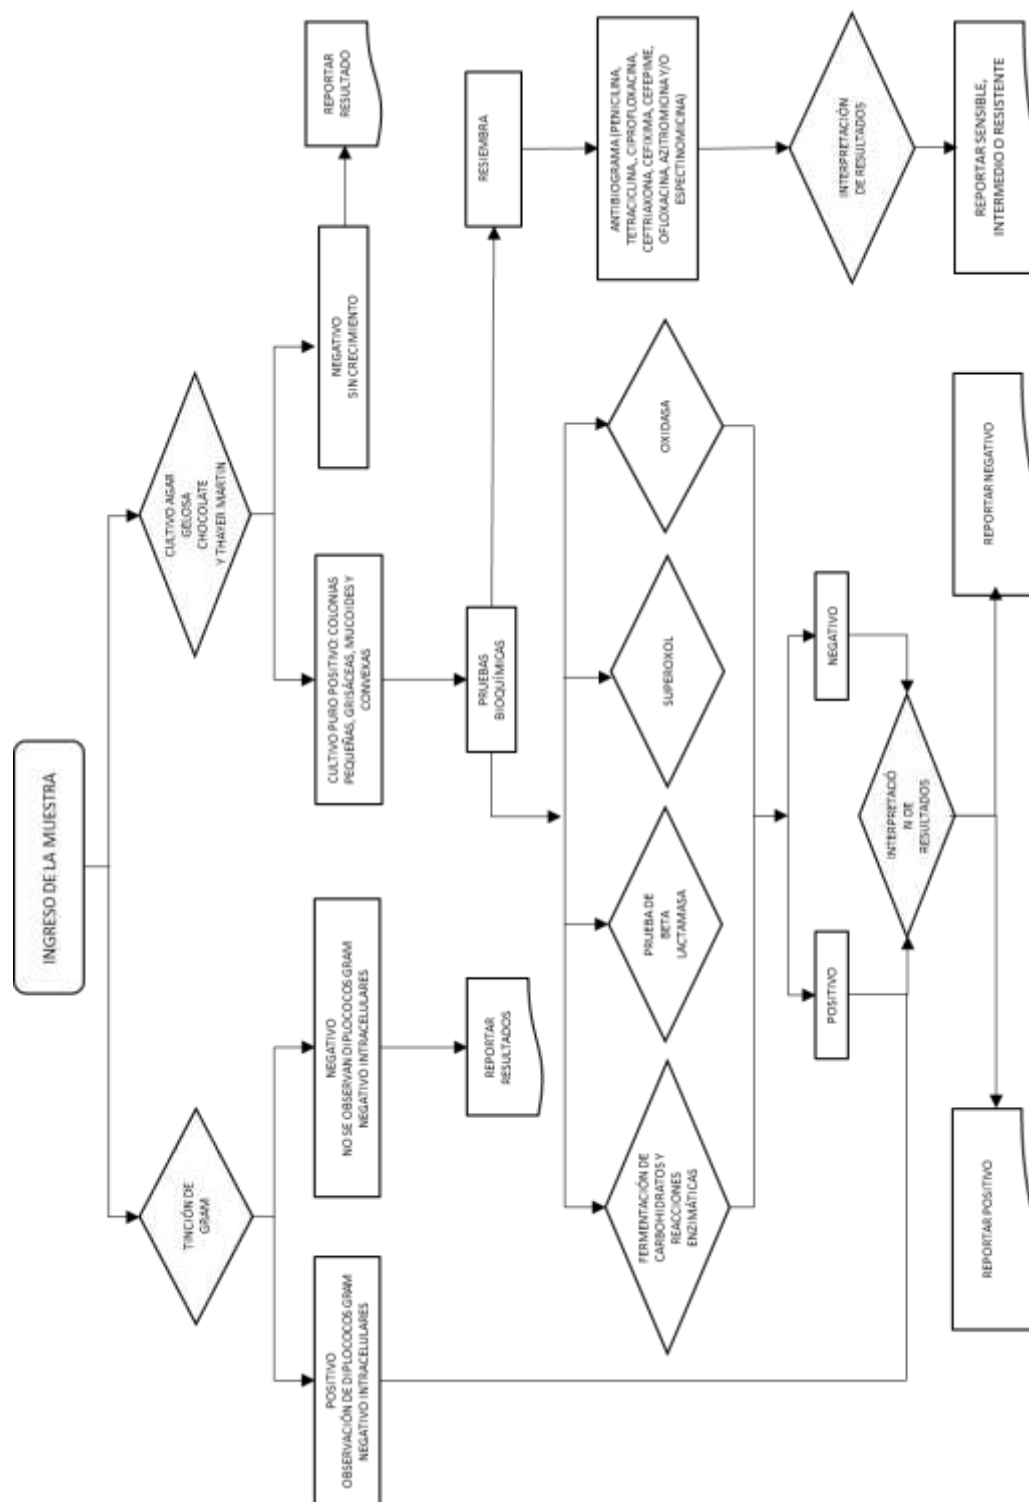 INGRESO DE LA MUESTRA
TINCIÓN DE
GRAM
CULTIVO AGAR
GELOSA
CHOCOLATE
Y THAYER MARTIN
POSITIVO
OBSERVACIÓN DE DIPLOCOCOS GRAM
NEGATIVO INTRACELULARES
NEGATIVO
NO SE OBSERVAN DIPLOCOCOS GRAM
NEGATIVO INTRACELULARES
CULTIVO PURO POSITIVO: COLONIAS
PEQUEÑAS, GRISÁCEAS, MUCOIDES Y
CONVEXAS
NEGATIVO
SIN CRECIMIENTO
REPORTAR
RESULTADO
REPORTAR
RESULTADOS
PRUEBAS
BIOQUÍMICAS
RESIEMBRA
FERMENTACIÓN DE
CARBOHIDRATOS Y
REACCIONES
ENZIMÁTICAS
PRUEBA DE
BETA
LACTAMASA
SUPEROXOL
OXIDASA
ANTIBIOGRAMA (PENICILINA,
TETRACICLINA, CIPROFLOXACINA,
CEFTRIAXONA, CEFIXIMA, CEFEPIME,
OFLOXACINA, AZITROMICINA Y/O
ESPECTINOMICINA)
POSITIVO
NEGATIVO
INTERPRETACIÓN
DE RESULTADOS
INTERPRETACIÓ
N DE
RESULTADOS
REPORTAR POSITIVO
REPORTAR NEGATIVO
REPORTAR SENSIBLE,
INTERMEDIO O RESISTENTE